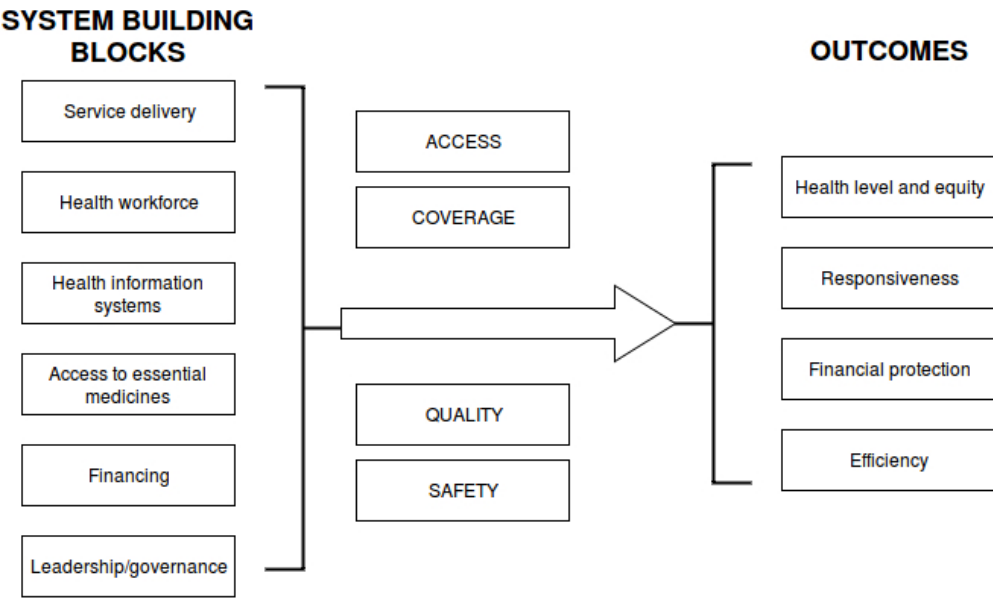 SYSTEM BUILDING
BLOCKS
Service delivery
Health workforce
Health information
systems
Access to essential
medicines
Financing
Leadership/governance
ACCESS
COVERAGE
QUALITY
SAFETY
OUTCOMES
Health level and equity
Responsiveness
Financial protection
Efficiency